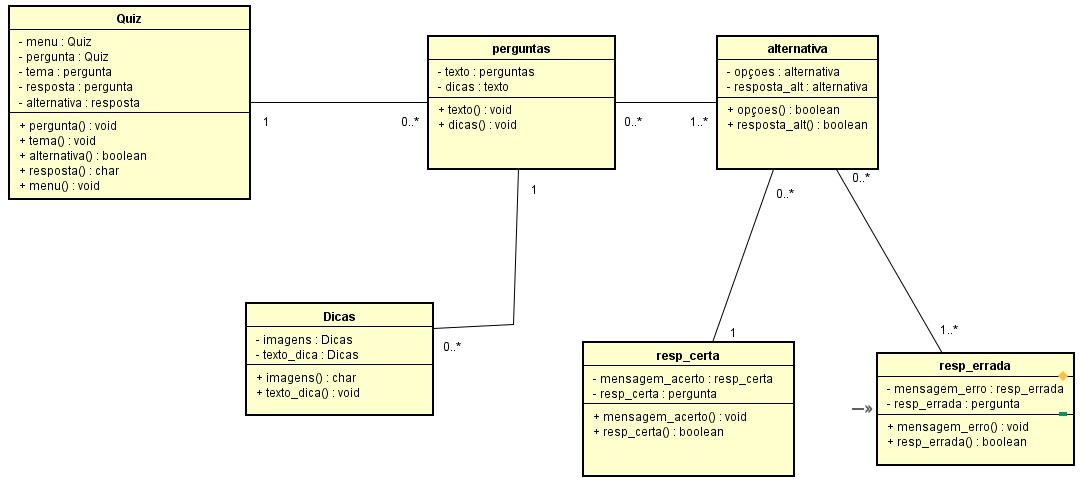 Quiz
- menu : Quiz
- pergunta : Quiz
- tema : pergunta
- resposta : pergunta
- alternativa : resposta
+ pergunta() : void
+ tema() : void
+ alternativa() : boolean
+ resposta() : char
+ menu() : void
1
0..*
perguntas
- texto : perguntas
- dicas : texto
+ texto() : void
+ dicas() : void
0..*
1..*
alternativa
- opçoes : alternativa
- resposta_alt : alternativa
+ opçoes() : boolean
+ resposta_alt() : boolean
1
0..*
0..*
0..*
1
1..*
Dicas
- imagens : Dicas
- texto_dica : Dicas
+ imagens() : char
+ texto_dica() : void
resp_certa
- mensagem_acerto : resp_certa
- resp_certa : pergunta
+ mensagem_acerto() : void
+ resp_certa() : boolean
resp_errada
- mensagem_erro : resp_errada
- resp_errada : pergunta
+ mensagem_erro() : void
+ resp_errada() : boolean